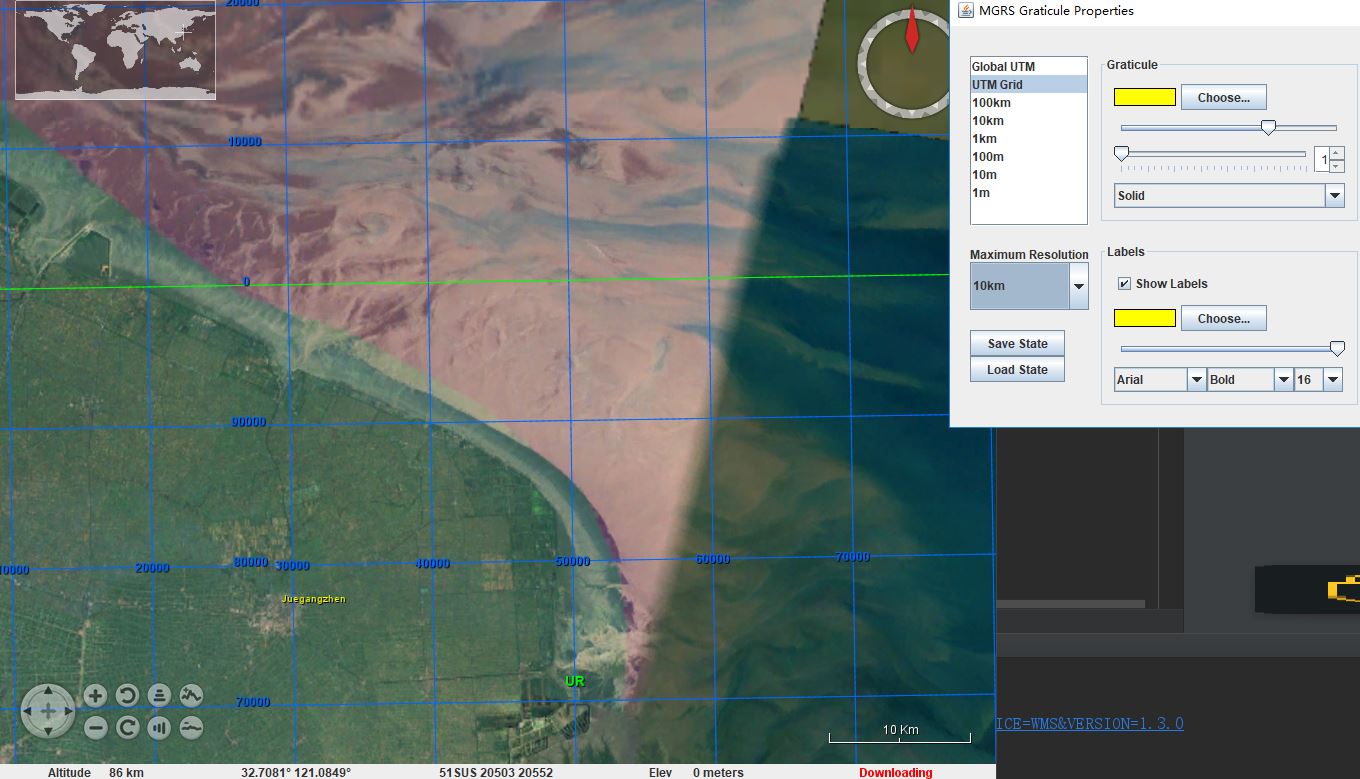 20000
10000
0
90000
10000
20000
80000
30000
40000
50000
60000
70000
Juegangzhen
UR
70000
10 Km
Altitude 86 km 32.7081° 121.0849° 51SUS 20503 20552 Elev 0 meters Downloading
MGRS Graticule Properties
Global UTM
UTM Grid
100km
10km
1km
100m
10m
1m
Maximum Resolution
10km
Save State
Load State
Graticule
Choose...
1
Solid
Labels
Show Labels
Choose...
Arial Bold 16
ICE=WMS&VERSION=1.3.0